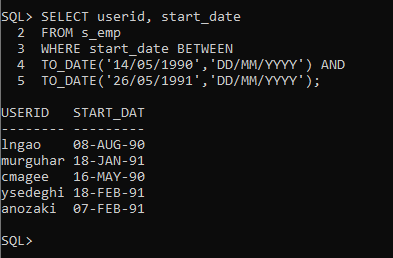 SQL> SELECT userid, start_date
  2  FROM s_emp
  3  WHERE start_date BETWEEN
  4  TO_DATE('14/05/1990','DD/MM/YYYY') AND
  5  TO_DATE('26/05/1991','DD/MM/YYYY');
USERID   START_DAT
-------- ---------
lngao    08-AUG-90
murguhar 18-JAN-91
cmagee   16-MAY-90
ysedeghi 18-FEB-91
anozaki  07-FEB-91
SQL>